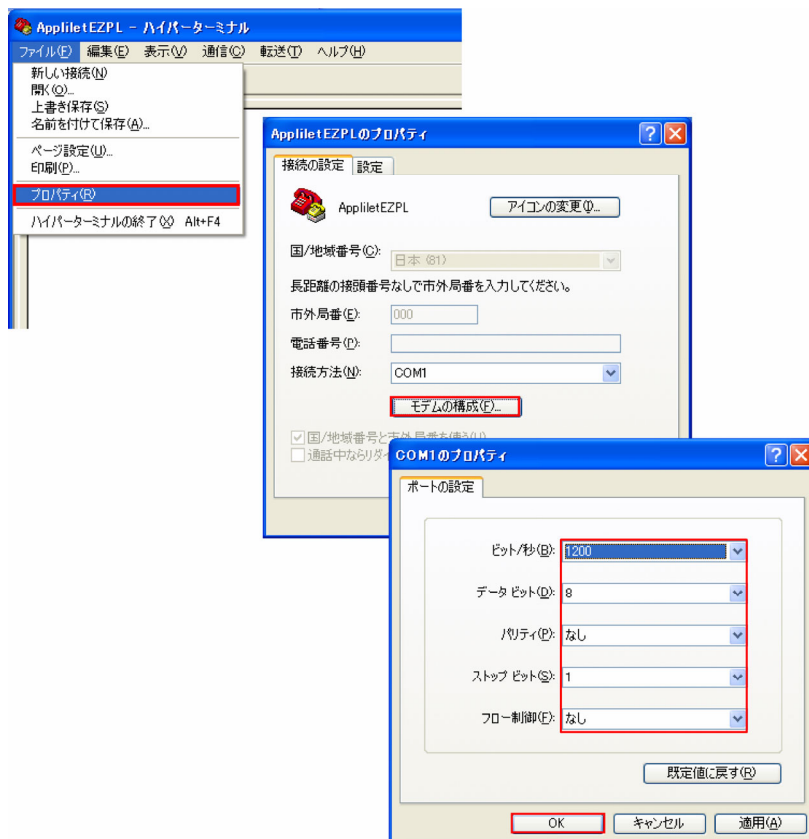 AppliletEZPL - ハイパーターミナル
ファイル(F) 編集(E) 表示(V) 通信(C) 転送(T) ヘルプ(H)
新しい接続(N)
開く(O)...
上書き保存(S)
名前を付けて保存(A)...
ページ設定(U)...
印刷(P)...
プロパティ(R)
ハイパーターミナルの終了(X) Alt+F4
AppliletEZPLのプロパティ
接続の設定 設定
AppliletEZPL アイコンの変更(I)...
国/地域番号(C): 日本 (81)
長距離の接頭番号なしで市外局番を入力してください。
市外局番(E): 000
電話番号(P):
接続方法(N): COM1
モデムの構成(F)...
国/地域番号と市外局番を使う(U)
通話中ならリダイ
COM1のプロパティ
ポートの設定
ビット/秒(B): 1200
データ ビット(D): 8
パリティ(P): なし
ストップ ビット(S): 1
フロー制御(F): なし
既定値に戻す(R)
OK キャンセル 適用(A)